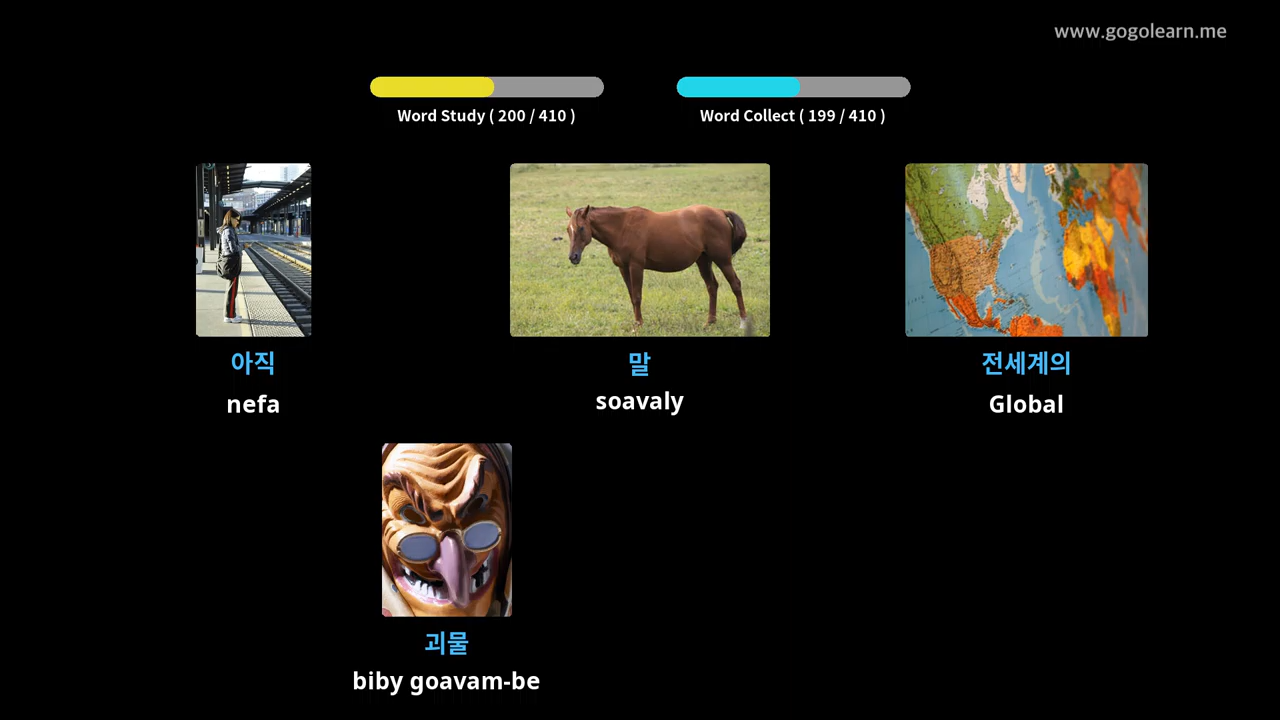 www.gogolearn.me
Word Study ( 200 / 410 )
Word Collect ( 199 / 410 )
아직
nefa
말
soavaly
전세계의
Global
괴물
biby goavam-be